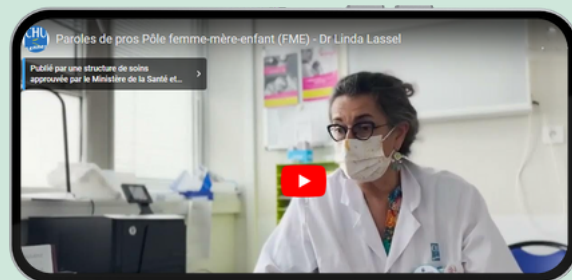 CHU
Paroles de pros Pôle femme-mère-enfant (FME) - Dr Linda Lassel
Publié par une structure de soins
approuvée par le Ministère de la Santé et...